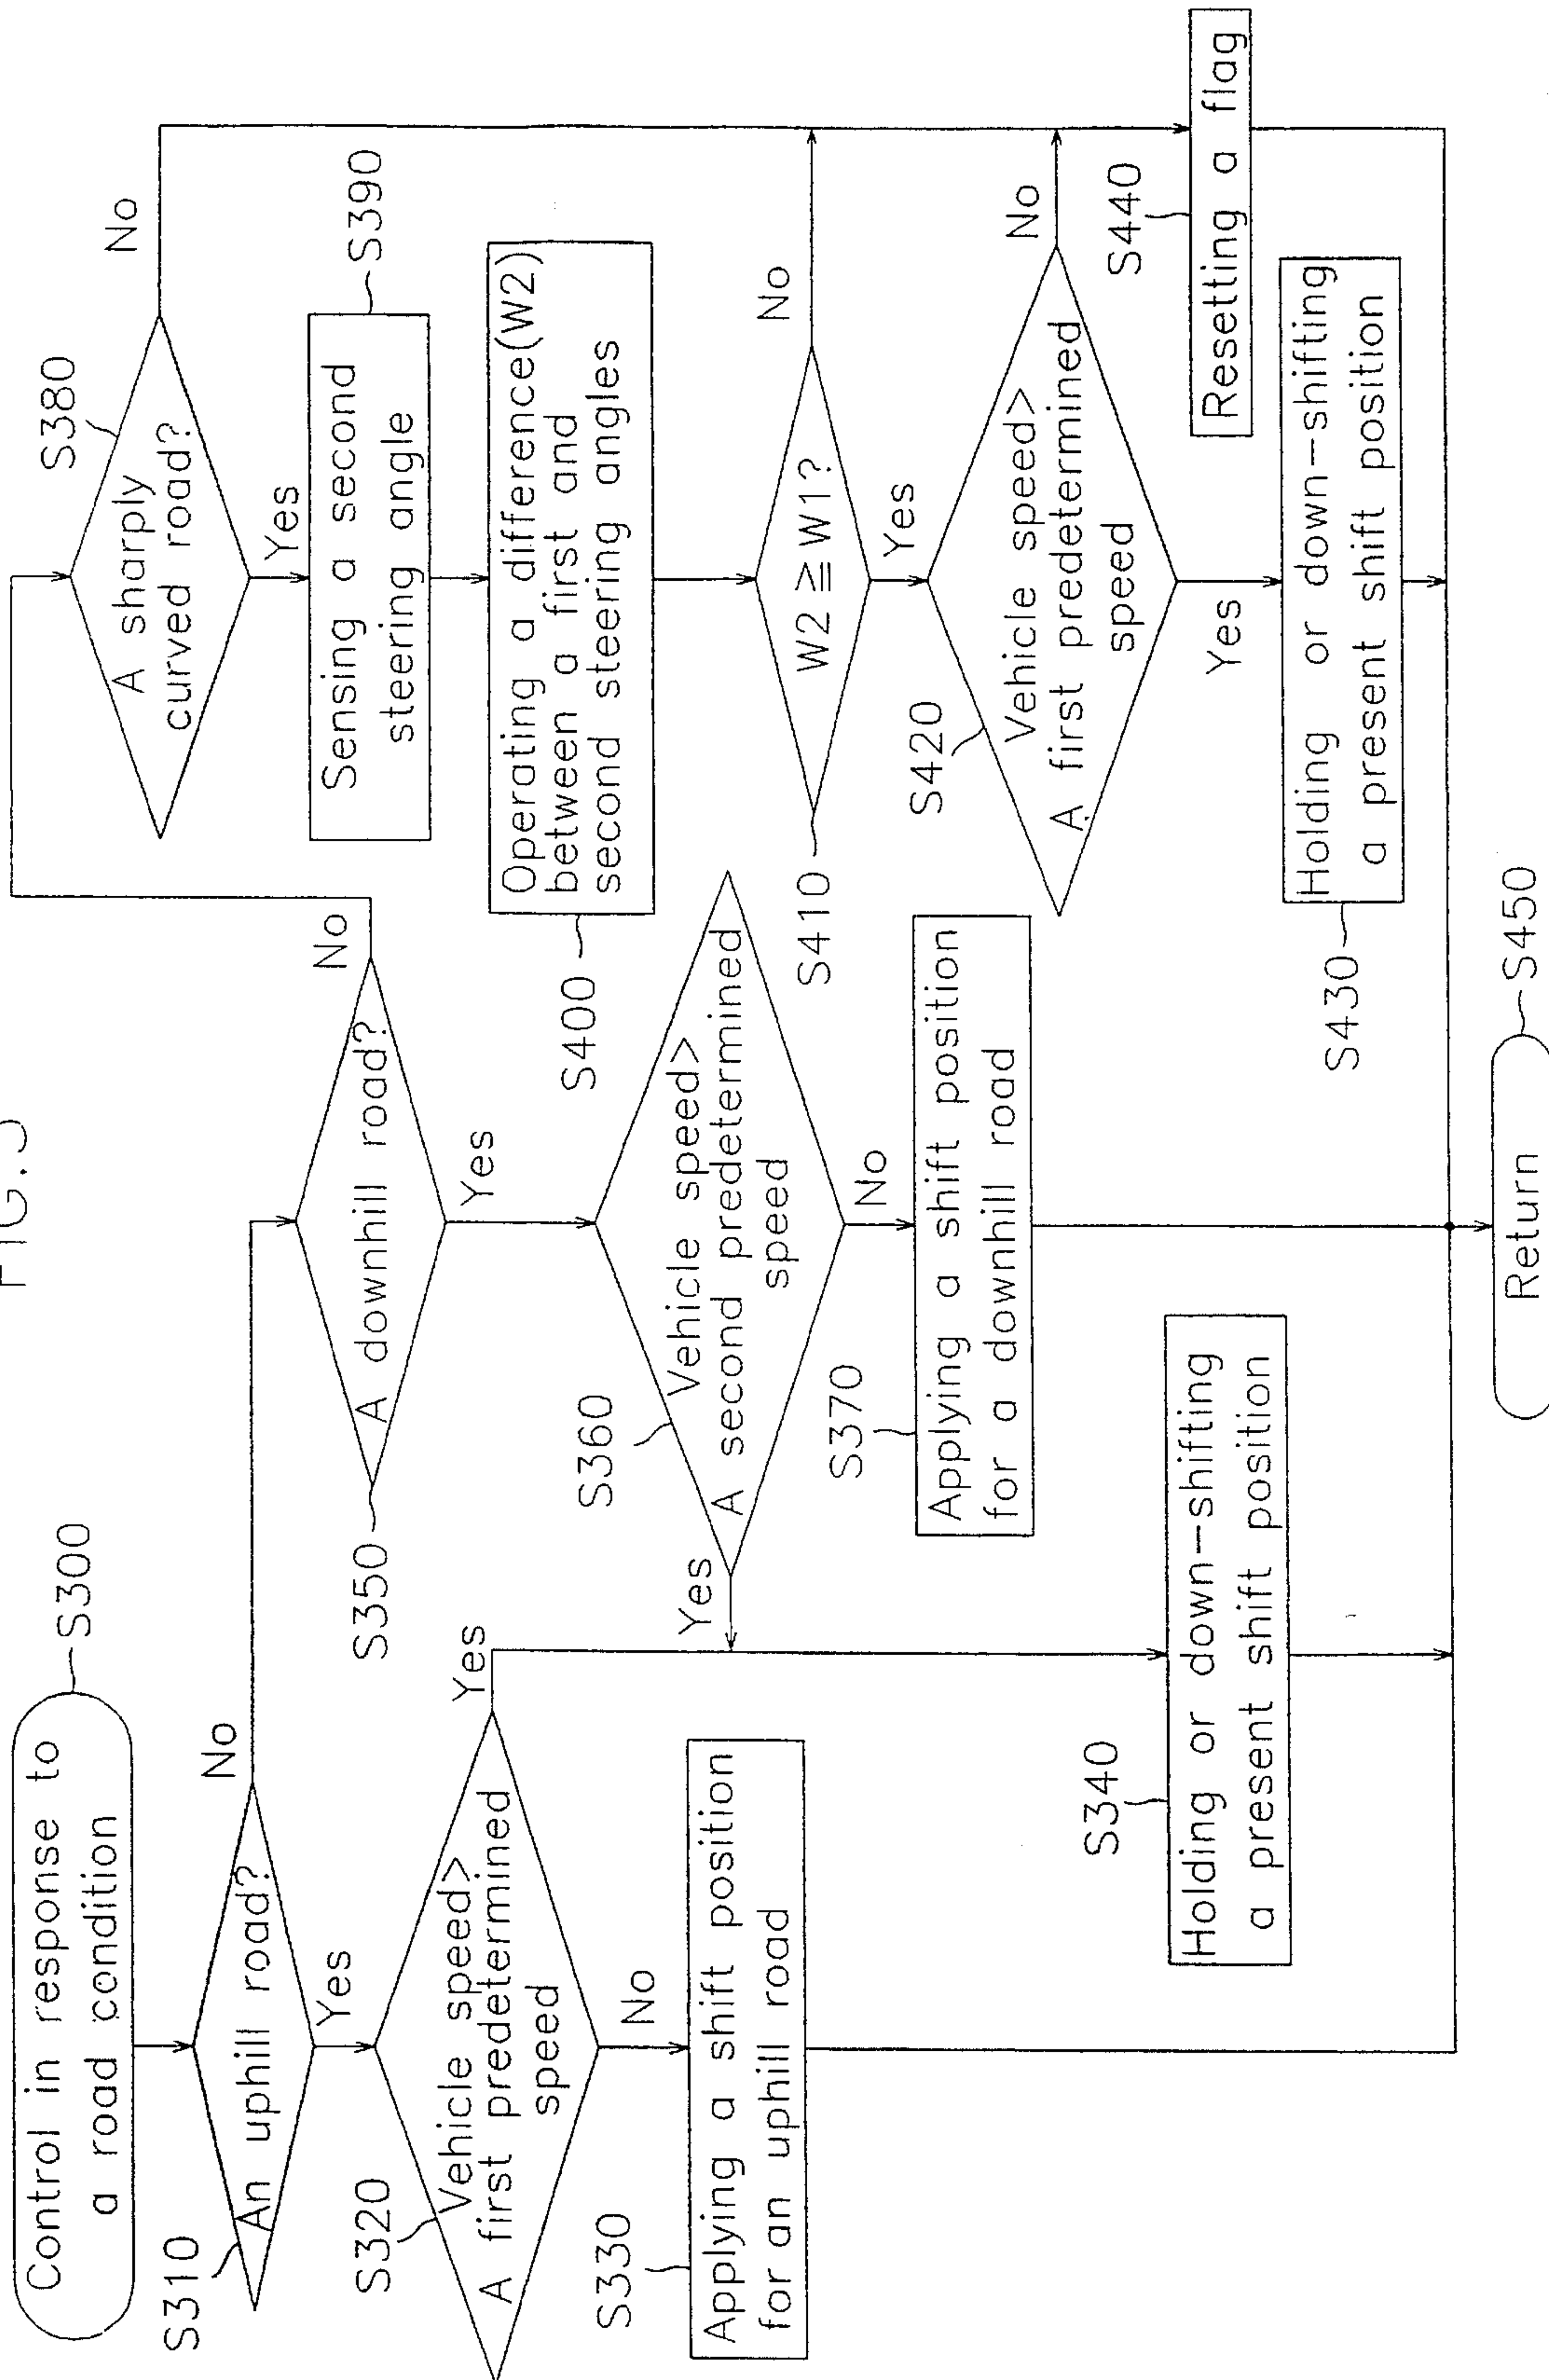 FIG.3
Control in response to
a road condition
S300
S310
An uphill road?
No
Yes
S320
Vehicle speed>
A first predetermined
speed
Yes
No
S330
Applying a shift position
for an uphill road
S340
Holding or down-shifting
a present shift position
S350
A downhill road?
No
Yes
S360
Vehicle speed>
A second predetermined
speed
Yes
No
S370
Applying a shift position
for a downhill road
S380
A sharply
curved road?
No
Yes
S390
Sensing a second
steering angle
S400
Operating a difference(W2)
between a first and
second steering angles
S410
W2≧W1?
No
Yes
S420
Vehicle speed>
A first predetermined
speed
No
Yes
S430
Holding or down-shifting
a present shift position
S440
Resetting a flag
Return
S450